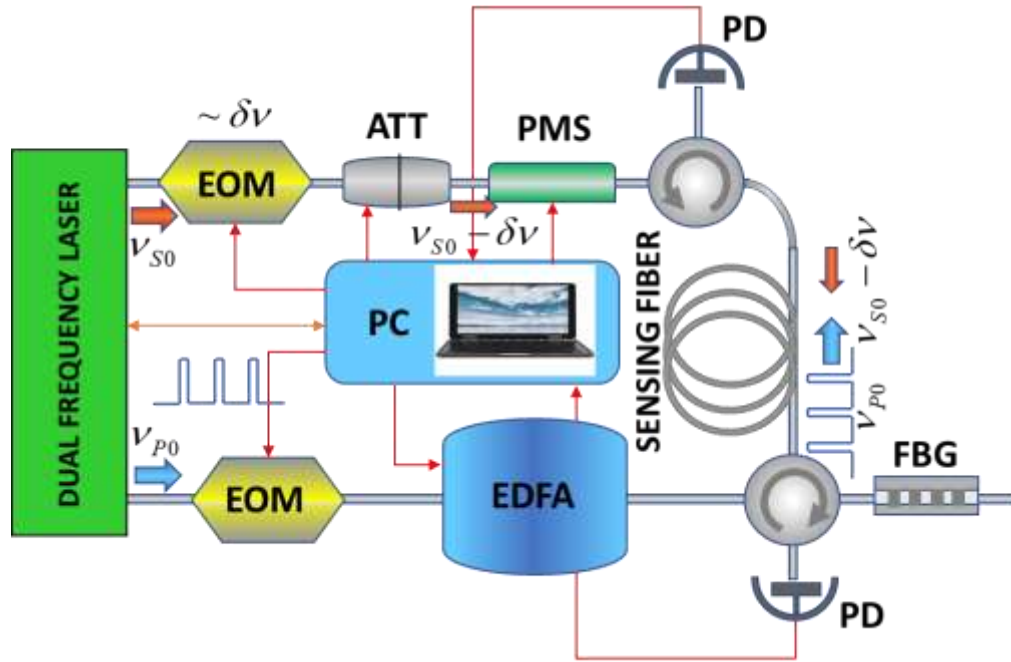 PD
~ δν
ATT
PMS
EOM
ν_S0
ν_S0 − δν
DUAL FREQUENCY LASER
PC
SENSING FIBER
ν_S0 − δν
ν_P0
ν_P0
FBG
EOM
EDFA
PD